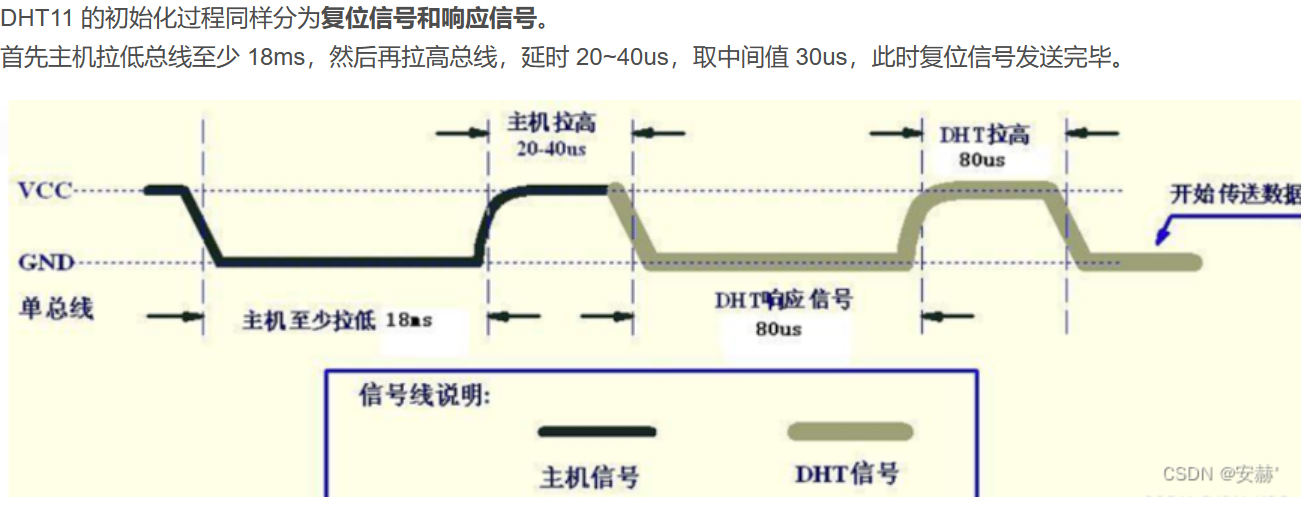 DHT11 的初始化过程同样分为复位信号和响应信号。
首先主机拉低总线至少 18ms，然后再拉高总线，延时 20~40us，取中间值 30us，此时复位信号发送完毕。
主机拉高
20-40us
DHT拉高
80us
VCC
开始传送数据
GND
单总线
主机至少拉低 18ms
DHT响应信号
80us
信号线说明:
主机信号
DHT信号
CSDN @安赫'